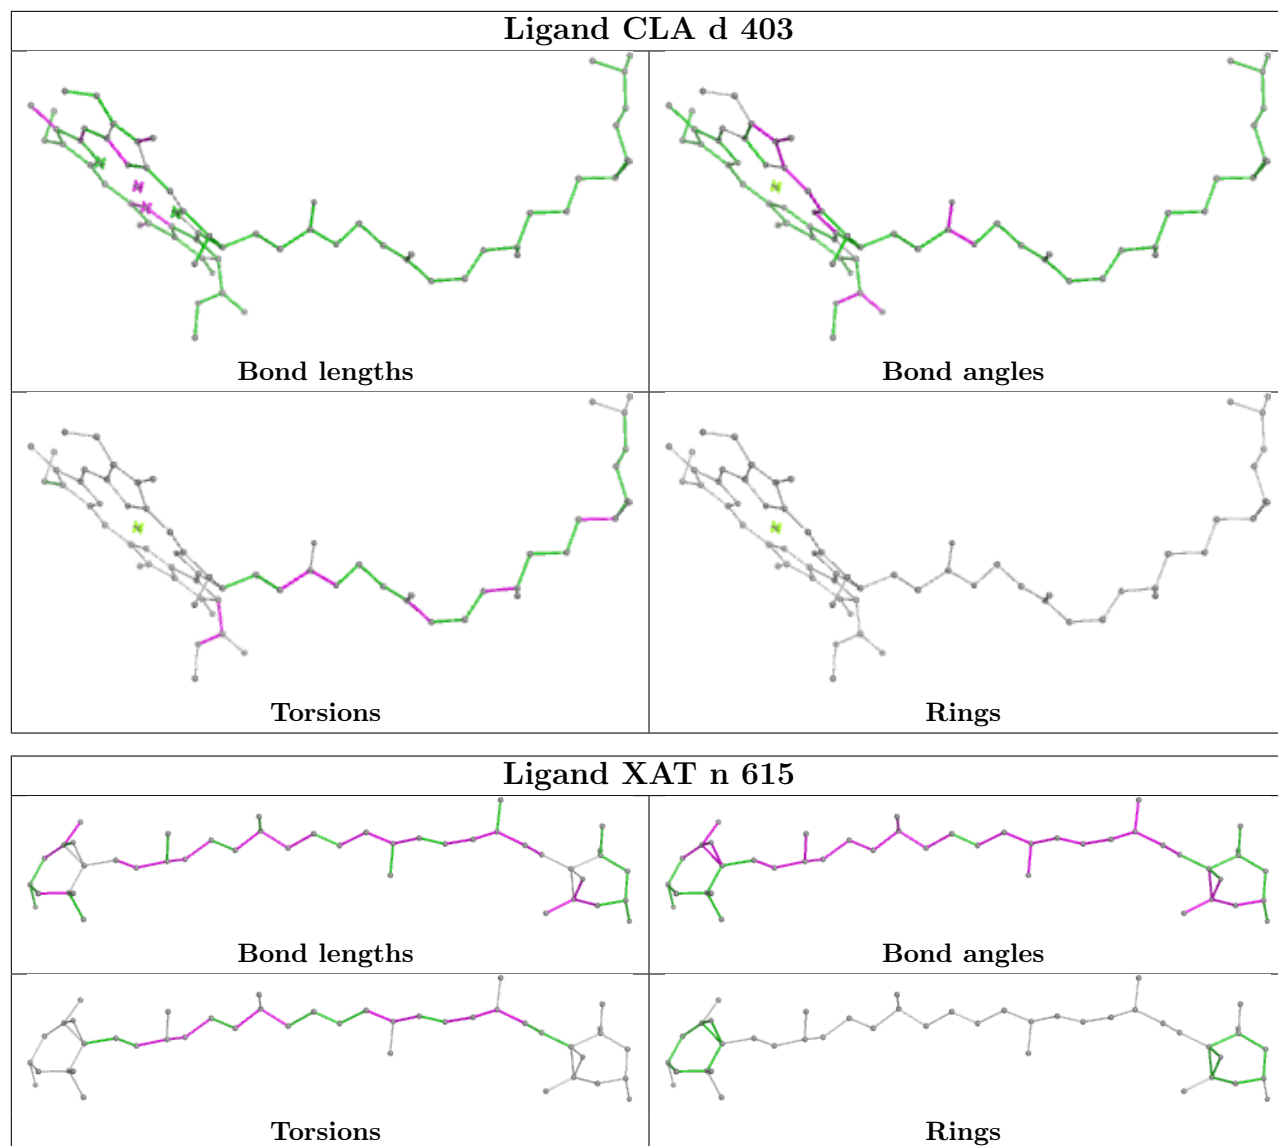 Ligand CLA d 403
Bond lengths
Bond angles
Torsions
Rings
Ligand XAT n 615
Bond lengths
Bond angles
Torsions
Rings